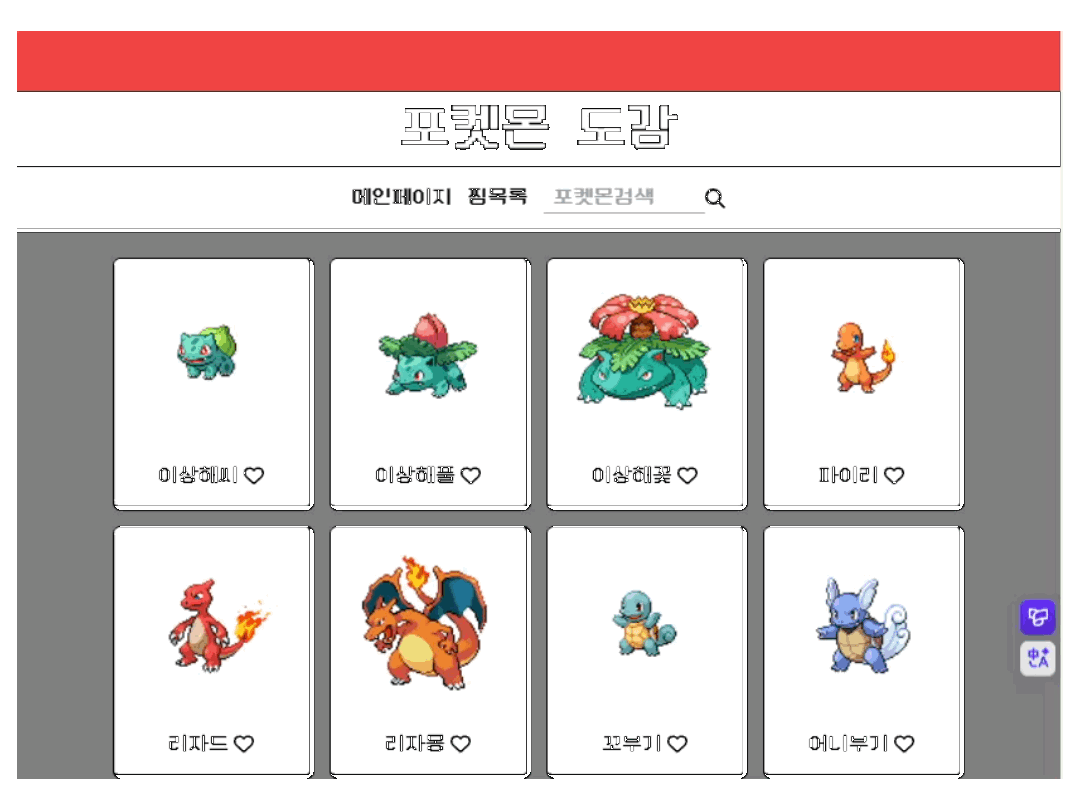 포켓몬 도감
메인페이지 찜목록 포켓몬검색
이상해씨 이상해풀 이상해꽃 파이리
리자드 리자몽 꼬부기 어니부기
中A